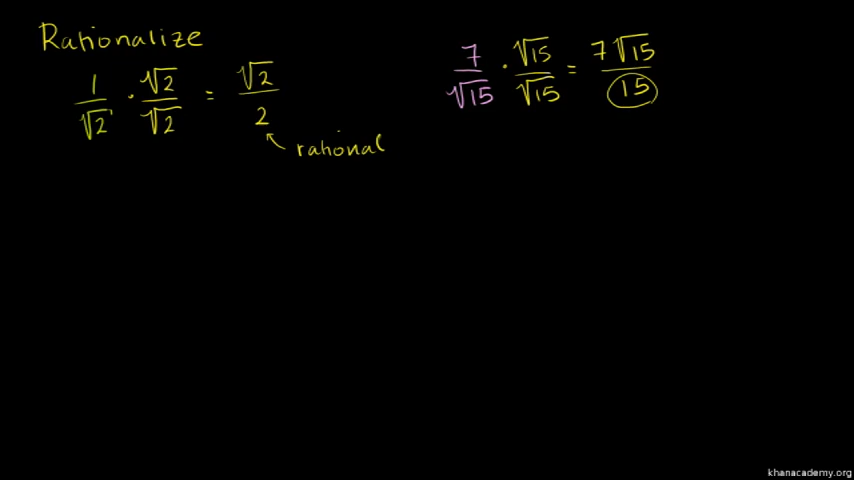 Rationalize
1/√2 · √2/√2 = √2/2
rational
7/√15 · √15/√15 = 7√15/15
khanacademy.org